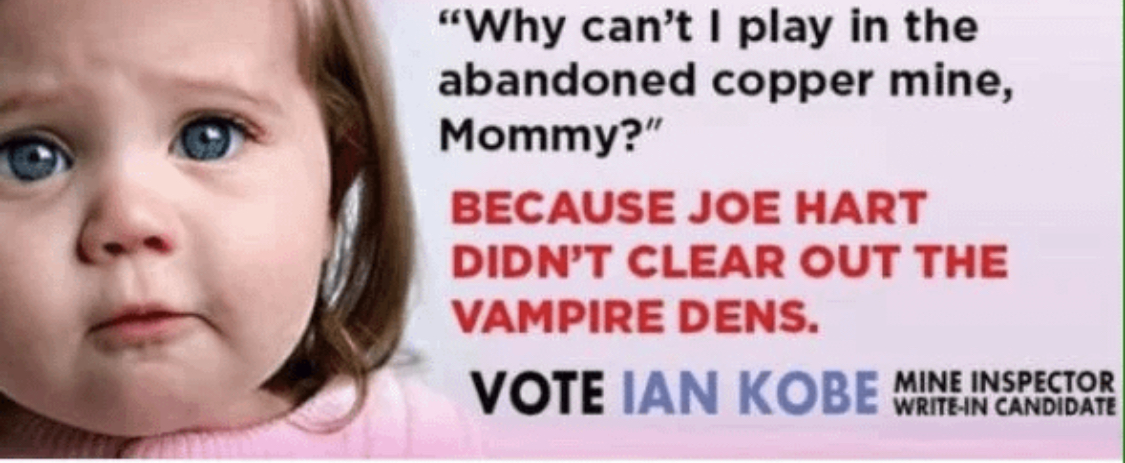 “Why can’t I play in the
abandoned copper mine,
Mommy?”
BECAUSE JOE HART
DIDN’T CLEAR OUT THE
VAMPIRE DENS.
VOTE IAN KOBE MINE INSPECTOR
WRITE-IN CANDIDATE